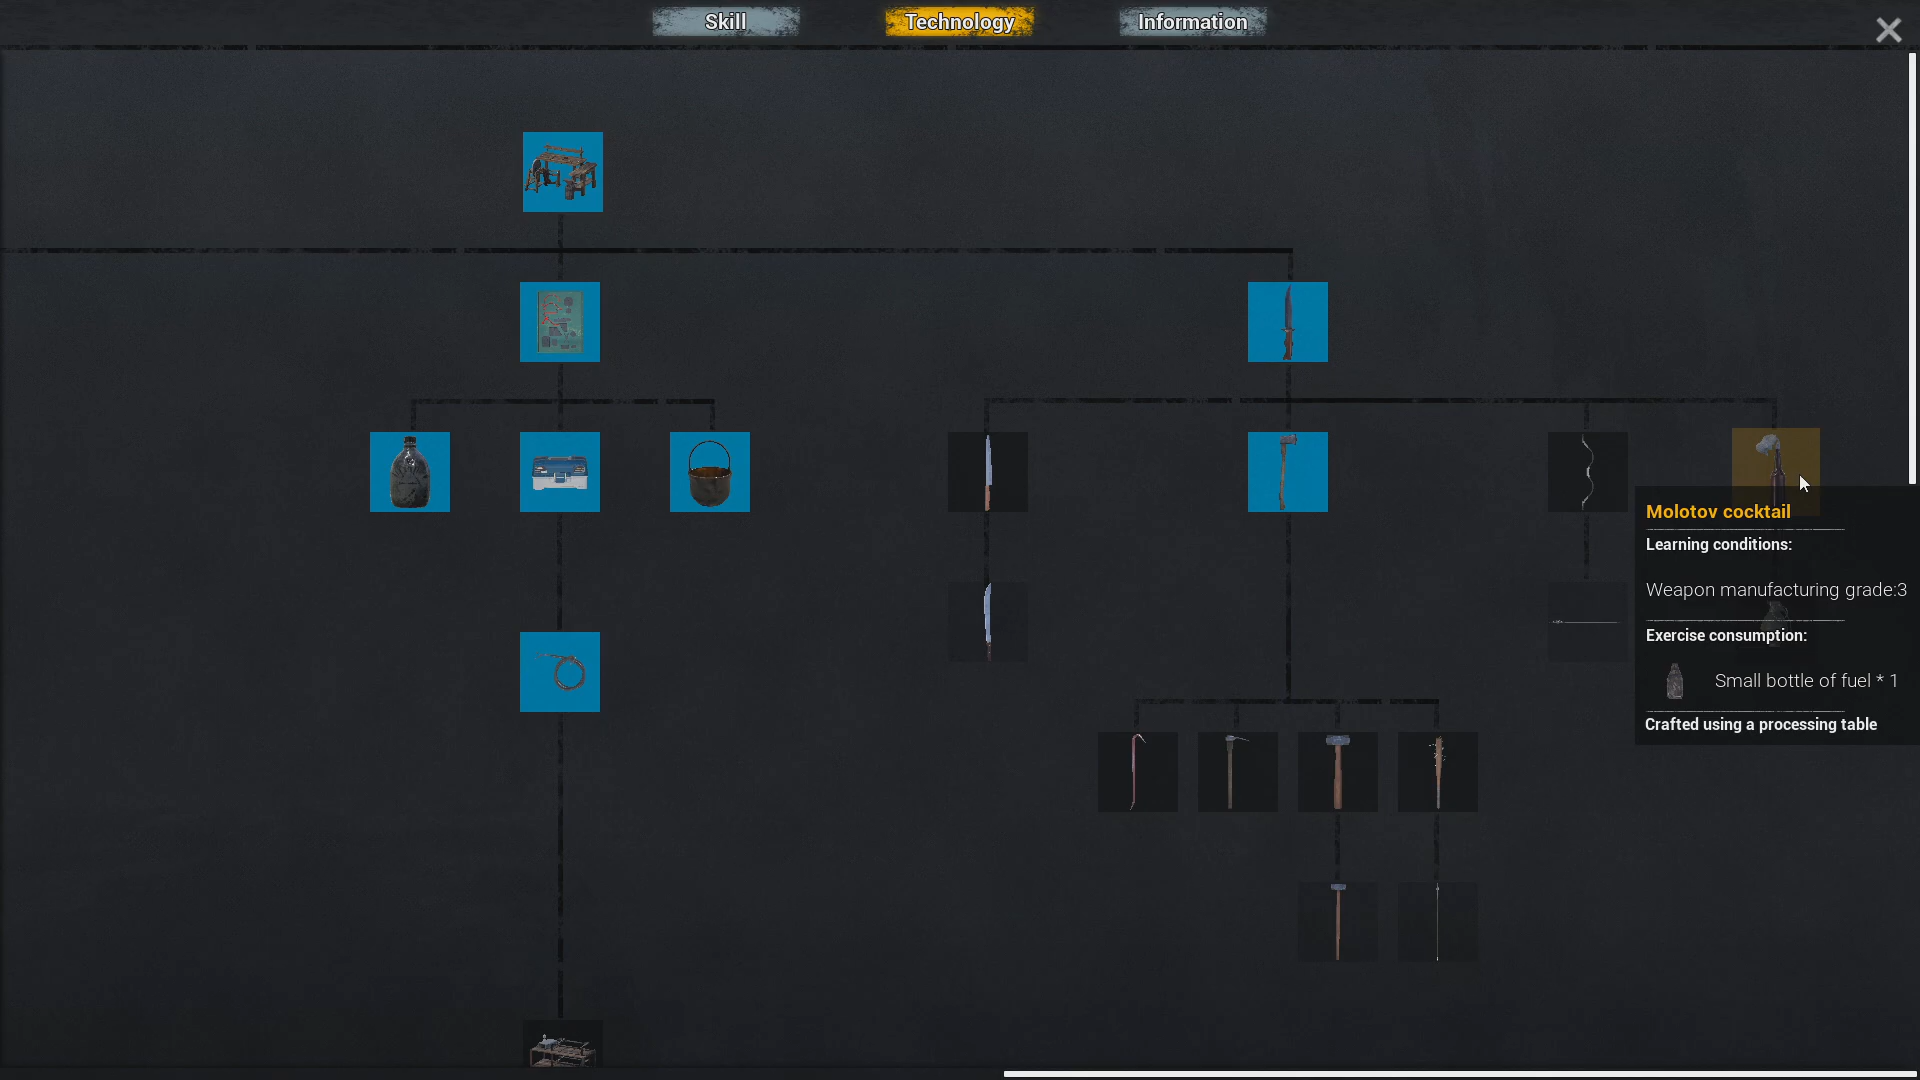 Skill
Technology
Information
Molotov cocktail
Learning conditions:
Weapon manufacturing grade:3
Exercise consumption:
Small bottle of fuel * 1
Crafted using a processing table